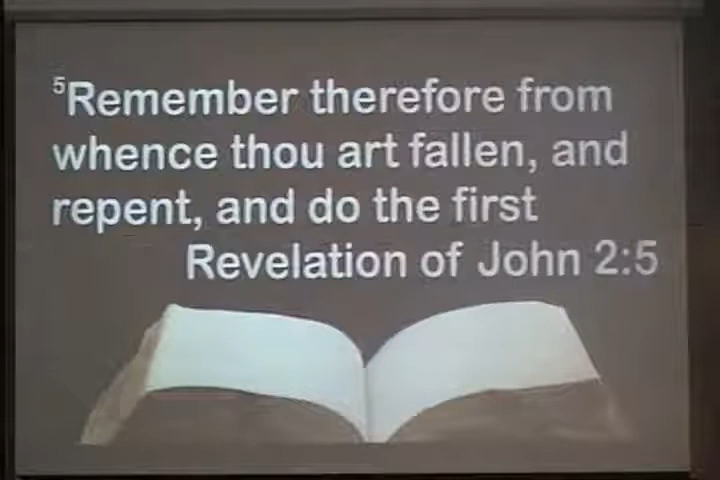 ⁵Remember therefore from
whence thou art fallen, and
repent, and do the first
Revelation of John 2:5